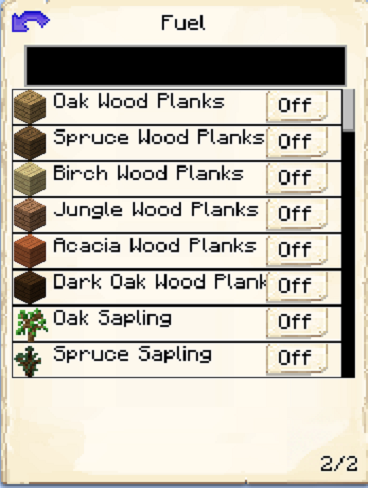 Fuel
Oak Wood Planks Off
Spruce Wood Planks Off
Birch Wood Planks Off
Jungle Wood Planks Off
Acacia Wood Planks Off
Dark Oak Wood Plank Off
Oak Sapling Off
Spruce Sapling Off
2/2